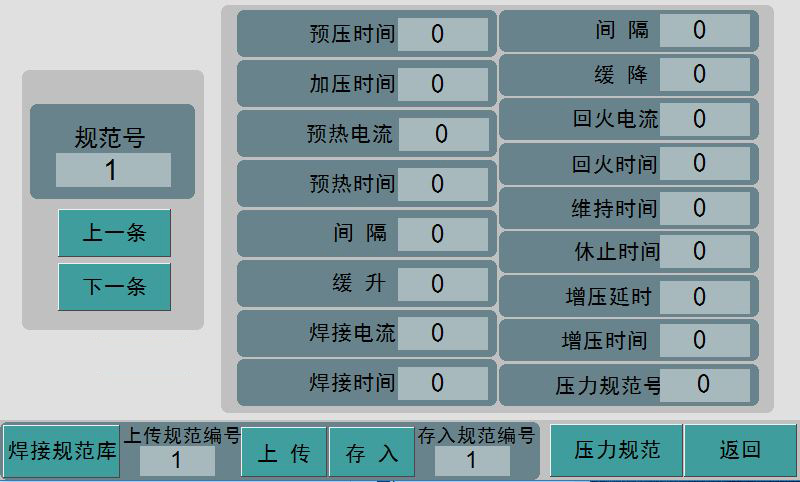 规范号
1
上一条
下一条
预压时间 0
加压时间 0
预热电流 0
预热时间 0
间 隔 0
缓 升 0
焊接电流 0
焊接时间 0
间 隔 0
缓 降 0
回火电流 0
回火时间 0
维持时间 0
休止时间 0
增压延时 0
增压时间 0
压力规范号 0
焊接规范库
上传规范编号
1
上 传
存 入
存入规范编号
1
压力规范
返回